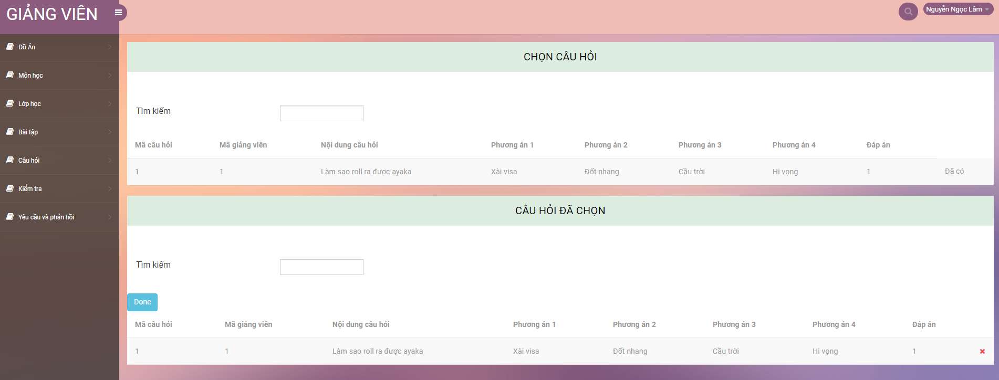 GIẢNG VIÊN
Nguyễn Ngọc Lâm
Đồ Án
Môn học
Lớp học
Bài tập
Câu hỏi
Kiểm tra
Yêu cầu và phản hồi
CHỌN CÂU HỎI
Tìm kiếm
Mã câu hỏi Mã giảng viên Nội dung câu hỏi Phương án 1 Phương án 2 Phương án 3 Phương án 4 Đáp án
1 1 Làm sao roll ra được ayaka Xài visa Đốt nhang Cầu trời Hi vọng 1 Đã có
CÂU HỎI ĐÃ CHỌN
Tìm kiếm
Done
Mã câu hỏi Mã giảng viên Nội dung câu hỏi Phương án 1 Phương án 2 Phương án 3 Phương án 4 Đáp án
1 1 Làm sao roll ra được ayaka Xài visa Đốt nhang Cầu trời Hi vọng 1